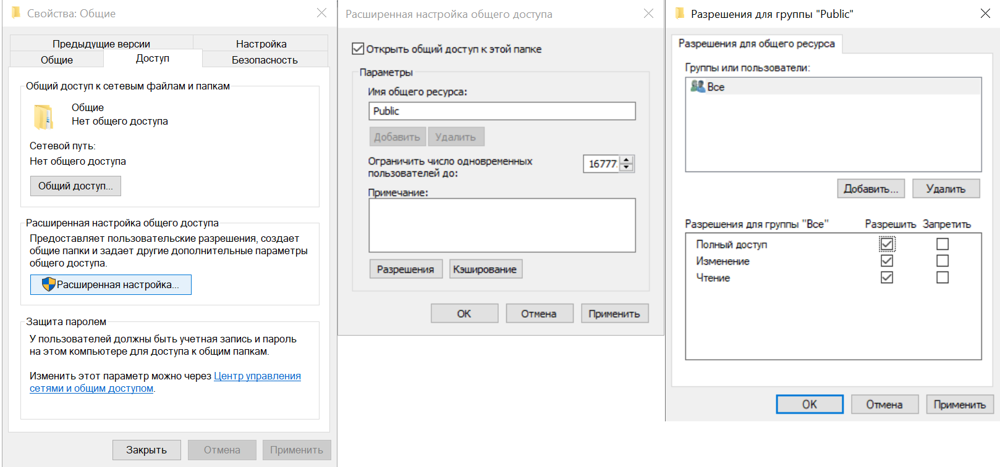 Свойства: Общие
Предыдущие версии
Настройка
Общие
Доступ
Безопасность
Общий доступ к сетевым файлам и папкам
Общие
Нет общего доступа
Сетевой путь:
Нет общего доступа
Общий доступ...
Расширенная настройка общего доступа
Предоставляет пользовательские разрешения, создает
общие папки и задает другие дополнительные параметры
общего доступа.
Расширенная настройка...
Защита паролем
У пользователей должны быть учетная запись и пароль
на этом компьютере для доступа к общим папкам.
Изменить этот параметр можно через Центр управления
сетями и общим доступом.
Закрыть
Отмена
Применить
Расширенная настройка общего доступа
Открыть общий доступ к этой папке
Параметры
Имя общего ресурса:
Public
Добавить
Удалить
Ограничить число одновременных
пользователей до:
16777
Примечание:
Разрешения
Кэширование
ОК
Отмена
Применить
Разрешения для группы "Public"
Разрешения для общего ресурса
Группы или пользователи:
Все
Добавить...
Удалить
Разрешения для группы "Все"
Разрешить
Запретить
Полный доступ
Изменение
Чтение
ОК
Отмена
Применить